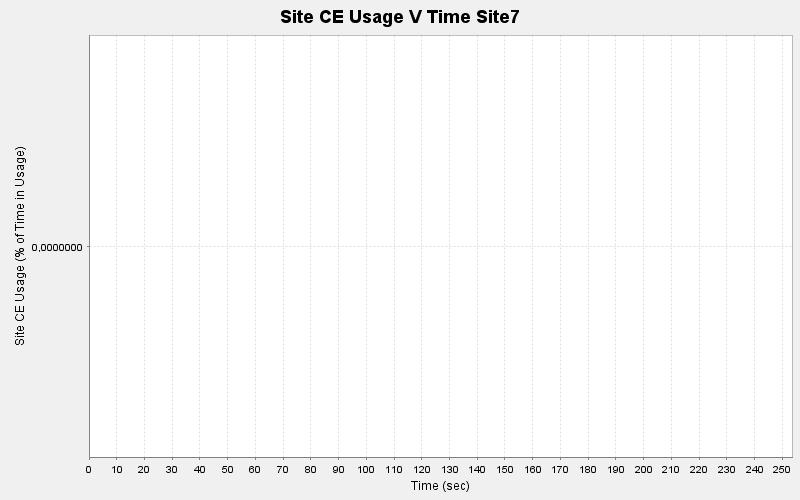 Site CE Usage V Time Site7
Site CE Usage (% of Time in Usage)
0,0000000
0 10 20 30 40 50 60 70 80 90 100 110 120 130 140 150 160 170 180 190 200 210 220 230 240 250
Time (sec)